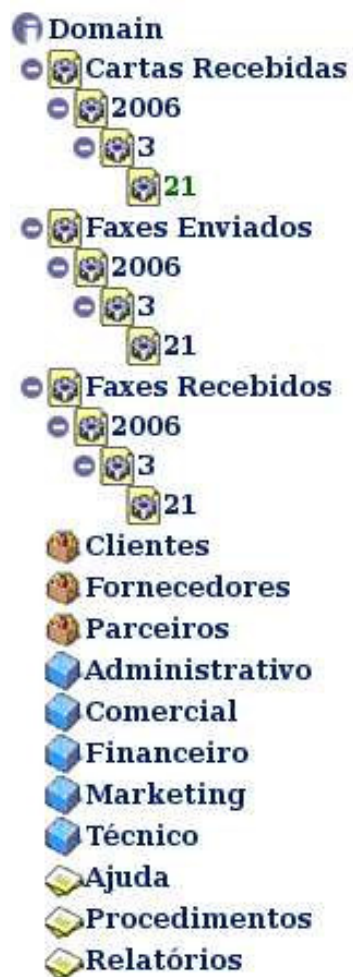 Domain
Cartas Recebidas
2006
3
21
Faxes Enviados
2006
3
21
Faxes Recebidos
2006
3
21
Clientes
Fornecedores
Parceiros
Administrativo
Comercial
Financeiro
Marketing
Técnico
Ajuda
Procedimentos
Relatórios